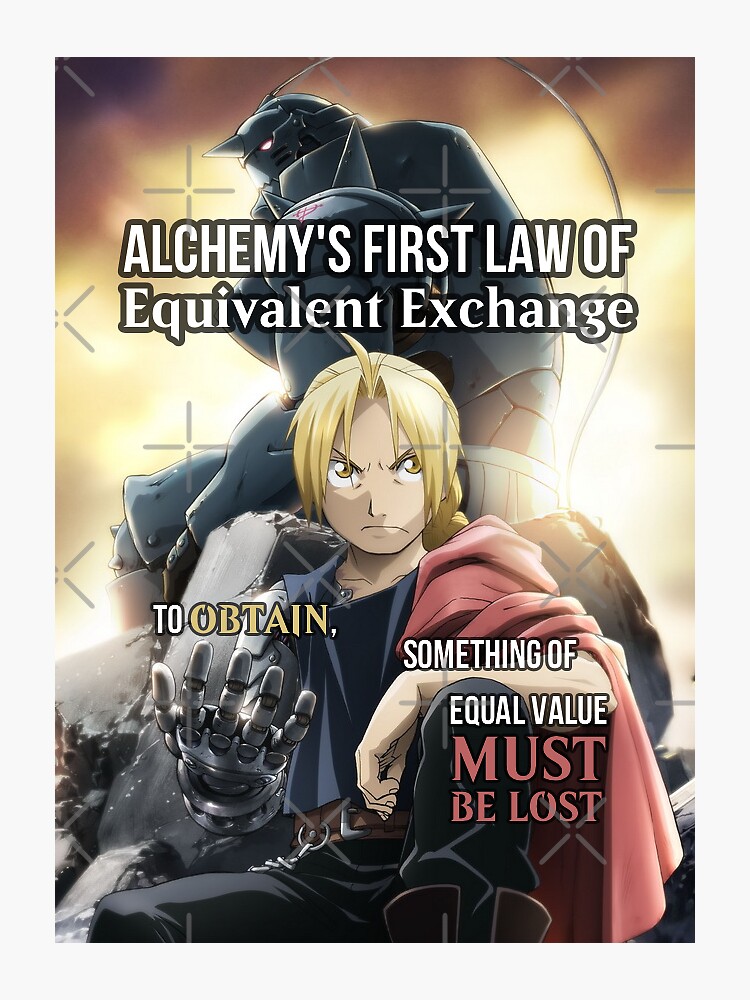 ALCHEMY'S FIRST LAW OF
Equivalent Exchange
TO OBTAIN,
SOMETHING OF
EQUAL VALUE
MUST
BE LOST